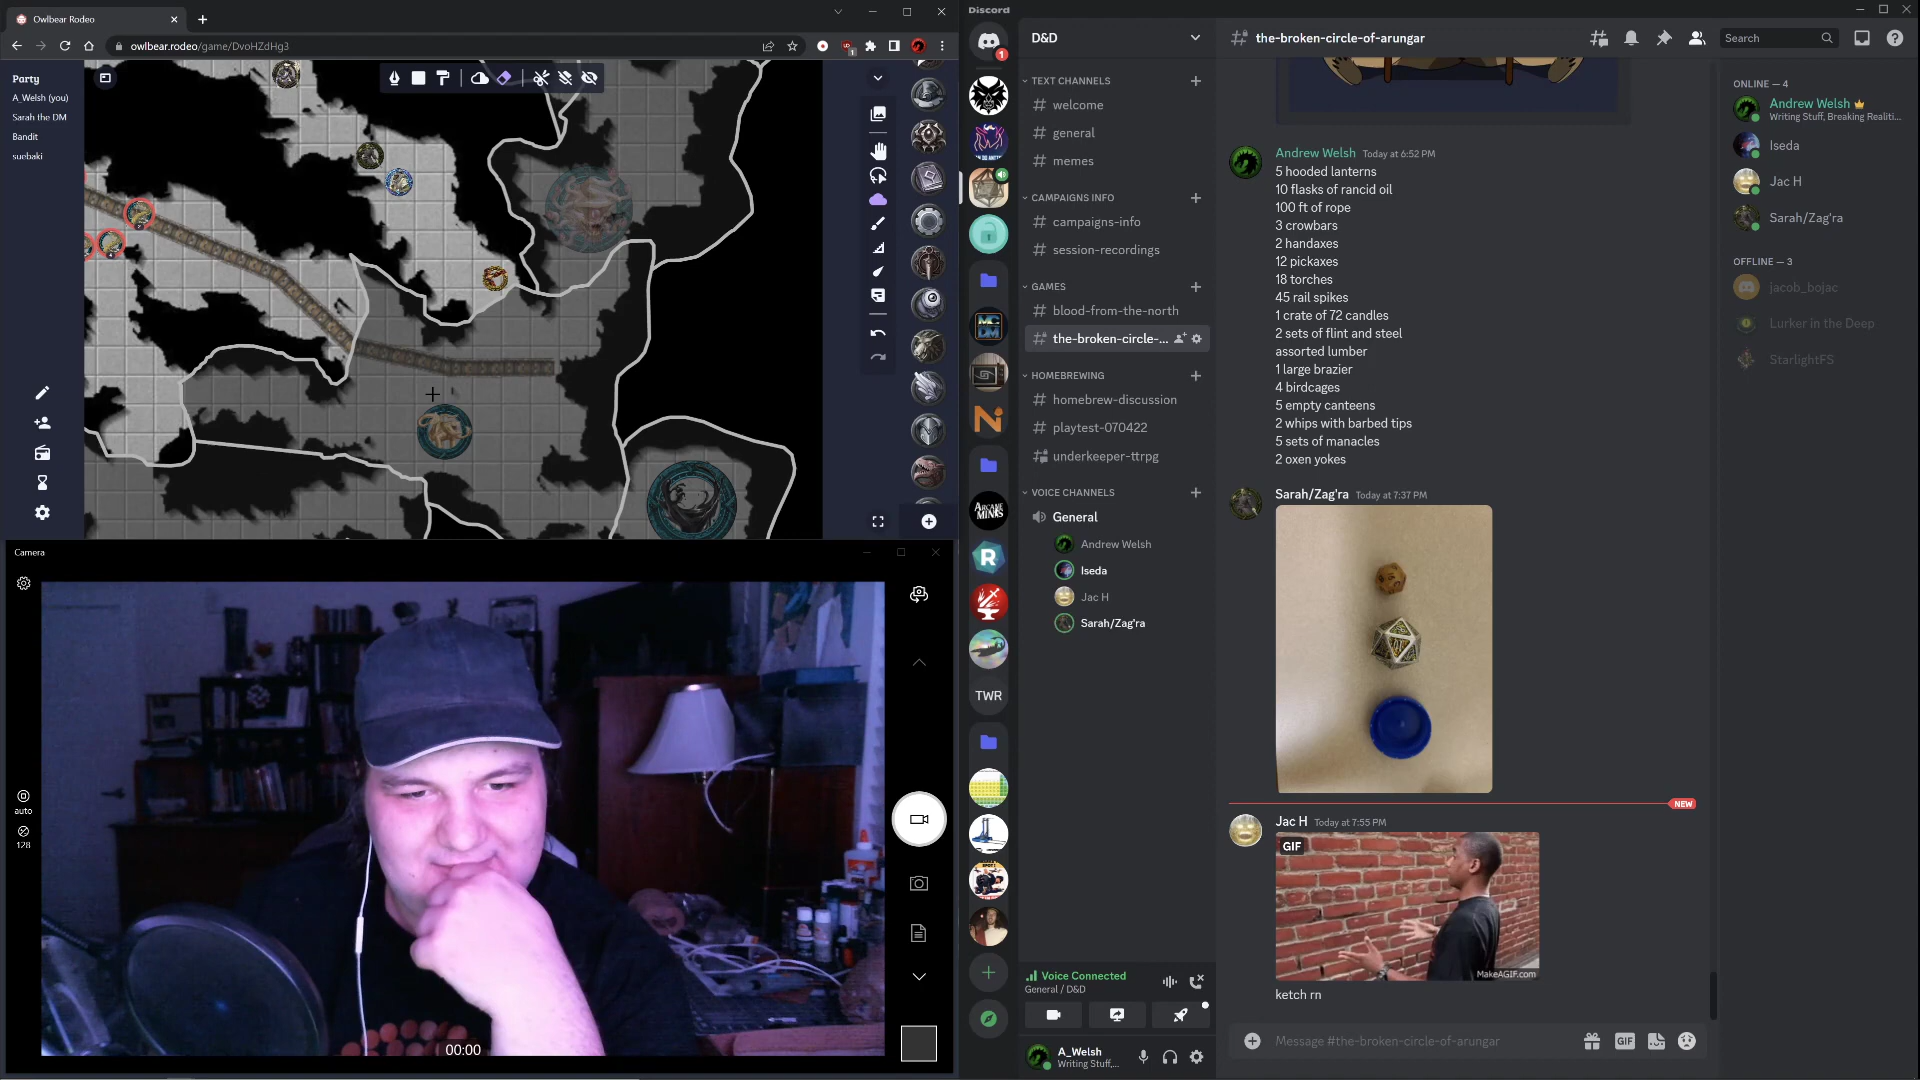 Owlbear Rodeo
owlbear.rodeo/game/DvoHZdHg3
Party
A_Welsh (you)
Sarah the DM
Bandit
suebaki
Camera
auto
128
00:00
Discord
1
D&D
TEXT CHANNELS
welcome
general
memes
CAMPAIGNS INFO
campaigns-info
session-recordings
GAMES
blood-from-the-north
the-broken-circle-...
HOMEBREWING
homebrew-discussion
playtest-070422
underkeeper-ttrpg
VOICE CHANNELS
General
Andrew Welsh
Iseda
Jac H
Sarah/Zag'ra
MC
DM
ARCANE
MINIS
R
TWR
Voice Connected
General / D&D
A_Welsh
Writing Stuff,...
the-broken-circle-of-arungar
Search
Andrew Welsh Today at 6:52 PM
5 hooded lanterns
10 flasks of rancid oil
100 ft of rope
3 crowbars
2 handaxes
12 pickaxes
18 torches
45 rail spikes
1 crate of 72 candles
2 sets of flint and steel
assorted lumber
1 large brazier
4 birdcages
5 empty canteens
2 whips with barbed tips
5 sets of manacles
2 oxen yokes
Sarah/Zag'ra Today at 7:37 PM
NEW
Jac H Today at 7:55 PM
GIF
MakeAGIF.com
ketch rn
Message #the-broken-circle-of-arungar
GIF
ONLINE — 4
Andrew Welsh
Writing Stuff, Breaking Realiti...
Iseda
Jac H
Sarah/Zag'ra
OFFLINE — 3
jacob_bojac
Lurker in the Deep
StarlightFS